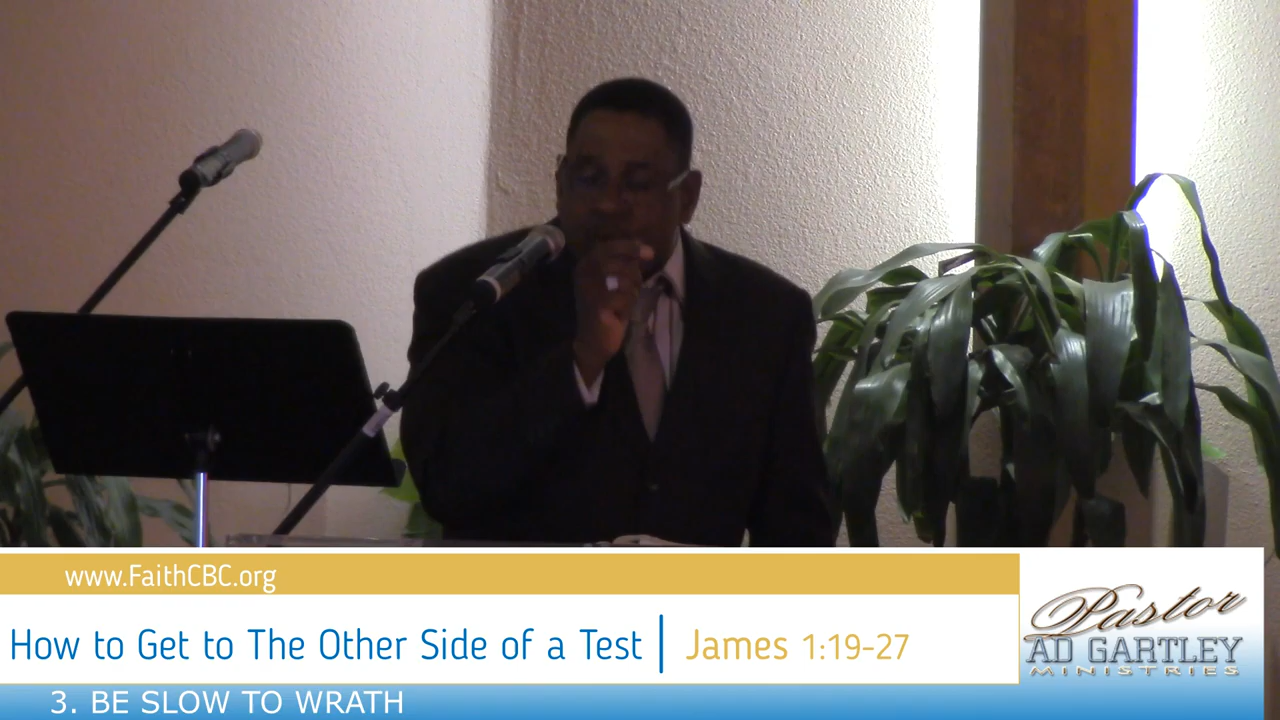 www.FaithCBC.org
How to Get to The Other Side of a Test | James 1:19-27
3. BE SLOW TO WRATH
Pastor
AD GARTLEY
MINISTRIES